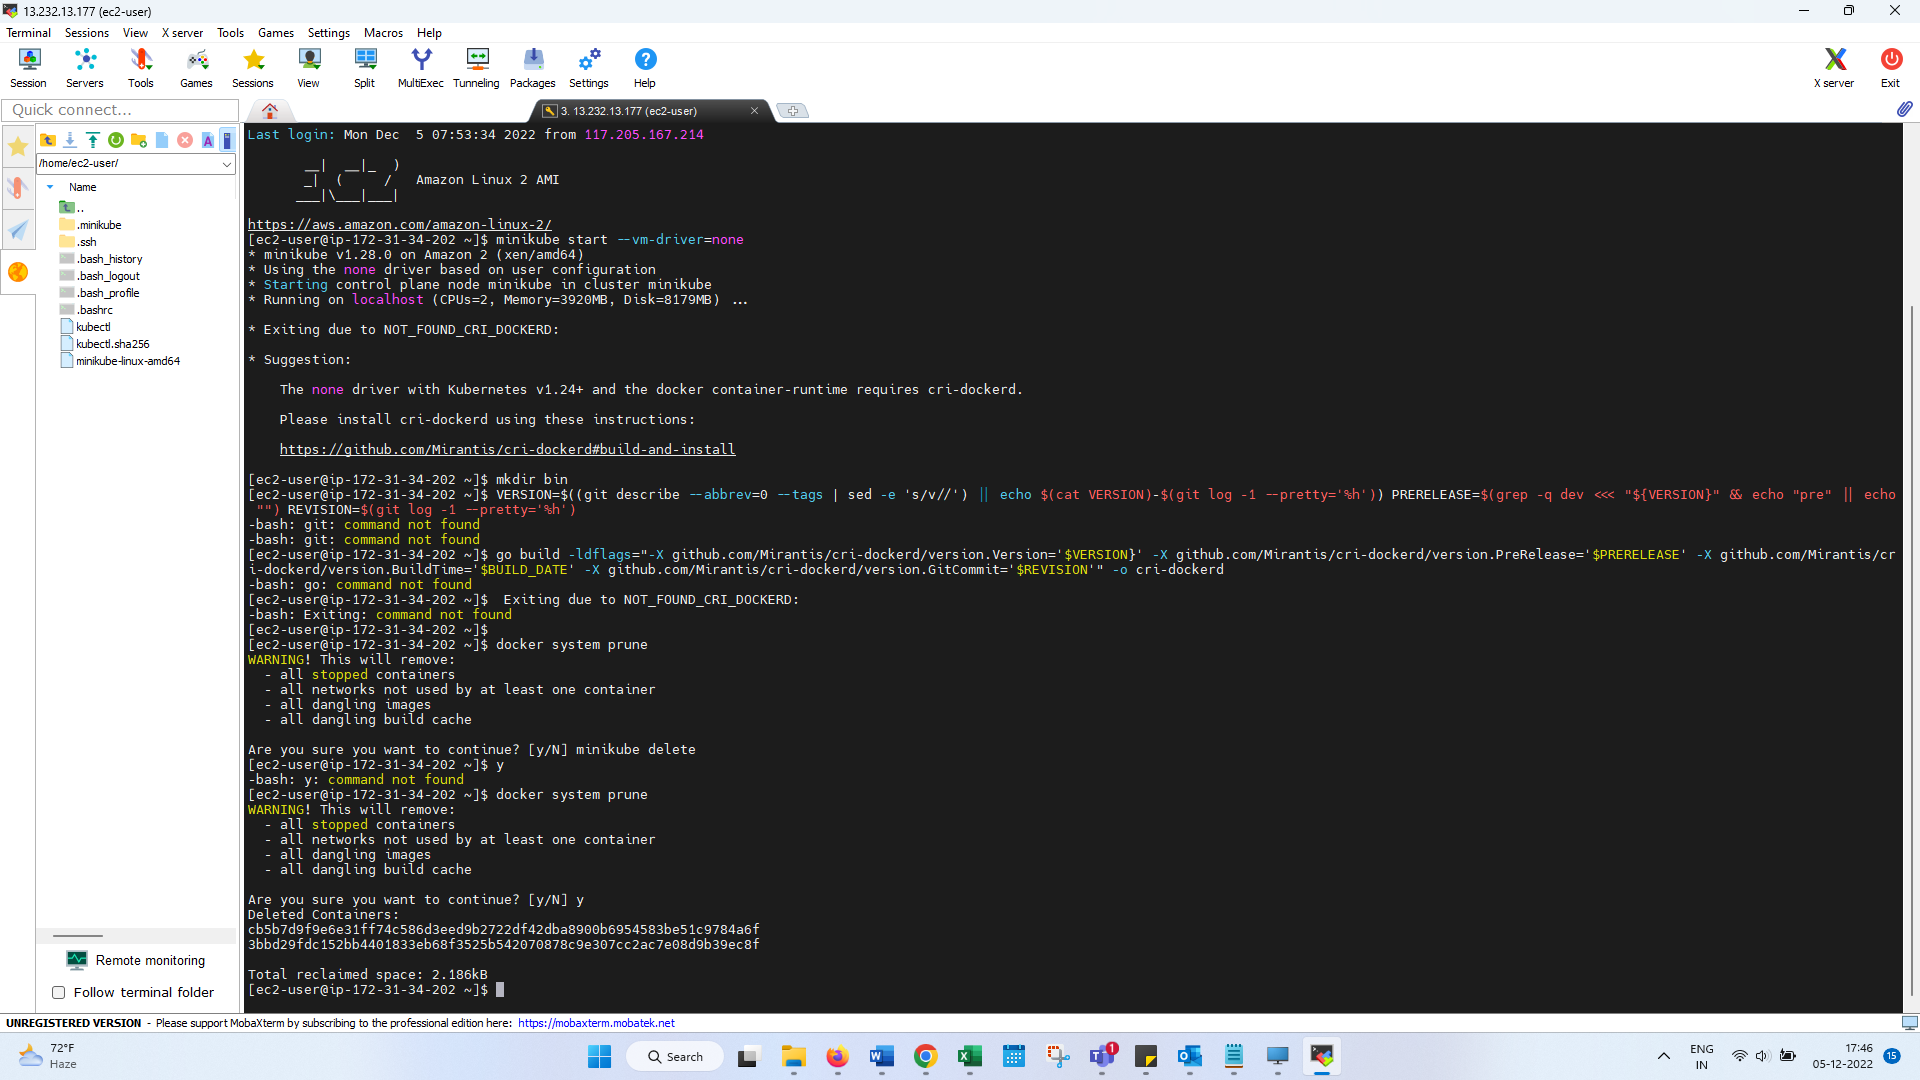 13.232.13.177 (ec2-user)
Terminal Sessions View X server Tools Games Settings Macros Help
Session Servers Tools Games Sessions View Split MultiExec Tunneling Packages Settings Help X server Exit
Quick connect...
3. 13.232.13.177 (ec2-user)
/home/ec2-user/
Name
..
.minikube
.ssh
.bash_history
.bash_logout
.bash_profile
.bashrc
kubectl
kubectl.sha256
minikube-linux-amd64
Remote monitoring
Follow terminal folder
Last login: Mon Dec  5 07:53:34 2022 from 117.205.167.214
       __|  __|_  )
       _|  (     /   Amazon Linux 2 AMI
      ___|\___|___|
https://aws.amazon.com/amazon-linux-2/
[ec2-user@ip-172-31-34-202 ~]$ minikube start --vm-driver=none
* minikube v1.28.0 on Amazon 2 (xen/amd64)
* Using the none driver based on user configuration
* Starting control plane node minikube in cluster minikube
* Running on localhost (CPUs=2, Memory=3920MB, Disk=8179MB) ...
* Exiting due to NOT_FOUND_CRI_DOCKERD:
* Suggestion:
    The none driver with Kubernetes v1.24+ and the docker container-runtime requires cri-dockerd.
    Please install cri-dockerd using these instructions:
    https://github.com/Mirantis/cri-dockerd#build-and-install
[ec2-user@ip-172-31-34-202 ~]$ mkdir bin
[ec2-user@ip-172-31-34-202 ~]$ VERSION=$((git describe --abbrev=0 --tags | sed -e 's/v//') || echo $(cat VERSION)-$(git log -1 --pretty='%h')) PRERELEASE=$(grep -q dev <<< "${VERSION}" && echo "pre" || echo
 "") REVISION=$(git log -1 --pretty='%h')
-bash: git: command not found
-bash: git: command not found
[ec2-user@ip-172-31-34-202 ~]$ go build -ldflags="-X github.com/Mirantis/cri-dockerd/version.Version='$VERSION}' -X github.com/Mirantis/cri-dockerd/version.PreRelease='$PRERELEASE' -X github.com/Mirantis/cr
i-dockerd/version.BuildTime='$BUILD_DATE' -X github.com/Mirantis/cri-dockerd/version.GitCommit='$REVISION'" -o cri-dockerd
-bash: go: command not found
[ec2-user@ip-172-31-34-202 ~]$  Exiting due to NOT_FOUND_CRI_DOCKERD:
-bash: Exiting: command not found
[ec2-user@ip-172-31-34-202 ~]$
[ec2-user@ip-172-31-34-202 ~]$ docker system prune
WARNING! This will remove:
  - all stopped containers
  - all networks not used by at least one container
  - all dangling images
  - all dangling build cache
Are you sure you want to continue? [y/N] minikube delete
[ec2-user@ip-172-31-34-202 ~]$ y
-bash: y: command not found
[ec2-user@ip-172-31-34-202 ~]$ docker system prune
WARNING! This will remove:
  - all stopped containers
  - all networks not used by at least one container
  - all dangling images
  - all dangling build cache
Are you sure you want to continue? [y/N] y
Deleted Containers:
cb5b7d9f9e6e31ff74c586d3eed9b2722df42dba8900b6954583be51c9784a6f
3bbd29fdc152bb4401833eb68f3525b542070878c9e307cc2ac7e08d9b39ec8f
Total reclaimed space: 2.186kB
[ec2-user@ip-172-31-34-202 ~]$
UNREGISTERED VERSION - Please support MobaXterm by subscribing to the professional edition here: https://mobaxterm.mobatek.net
72°F
Haze
Search
1
ENG
IN
17:46
05-12-2022
15